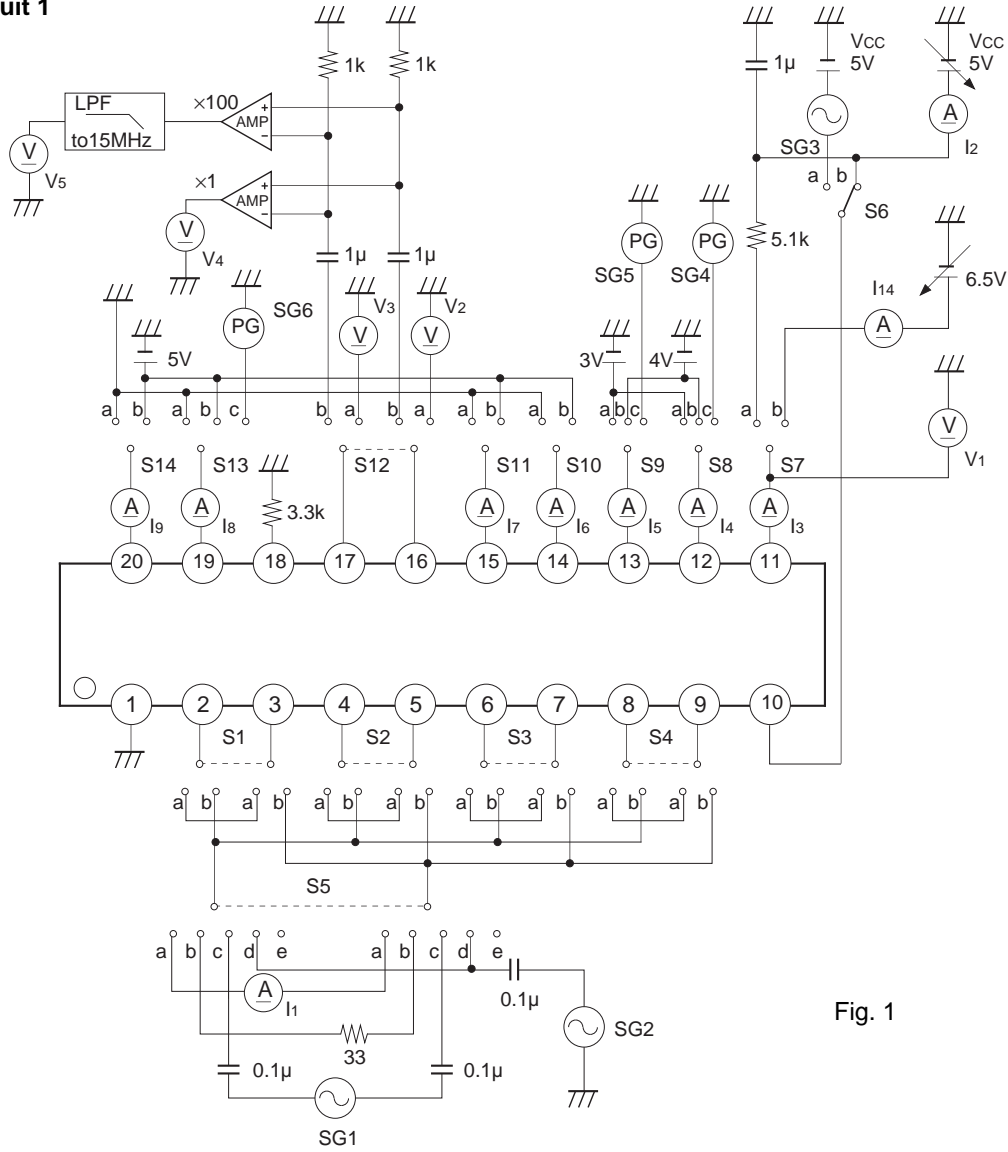 uit 1
1k
1k
1µ
VCC
5V
VCC
5V
LPF
to15MHz
×100
+
AMP
−
A
I2
SG3
V
V5
×1
+
AMP
−
a b
S6
V
V4
1µ
1µ
PG
SG5
PG
SG4
5.1k
6.5V
I14
A
SG6
PG
V3
V
V2
V
5V
3V
4V
V
V1
a b a b c b a b a a b a b a b c a b c a b
S14 S13 S12 S11 S10 S9 S8 S7
A A 3.3k A A A A A
I9 I8 I7 I6 I5 I4 I3
20 19 18 17 16 15 14 13 12 11
1 2 3 4 5 6 7 8 9 10
S1 S2 S3 S4
a b a b a b a b a b a b a b a b
S5
a b c d e a b c d e
A
I1
0.1µ
33
SG2
0.1µ
0.1µ
SG1
Fig. 1